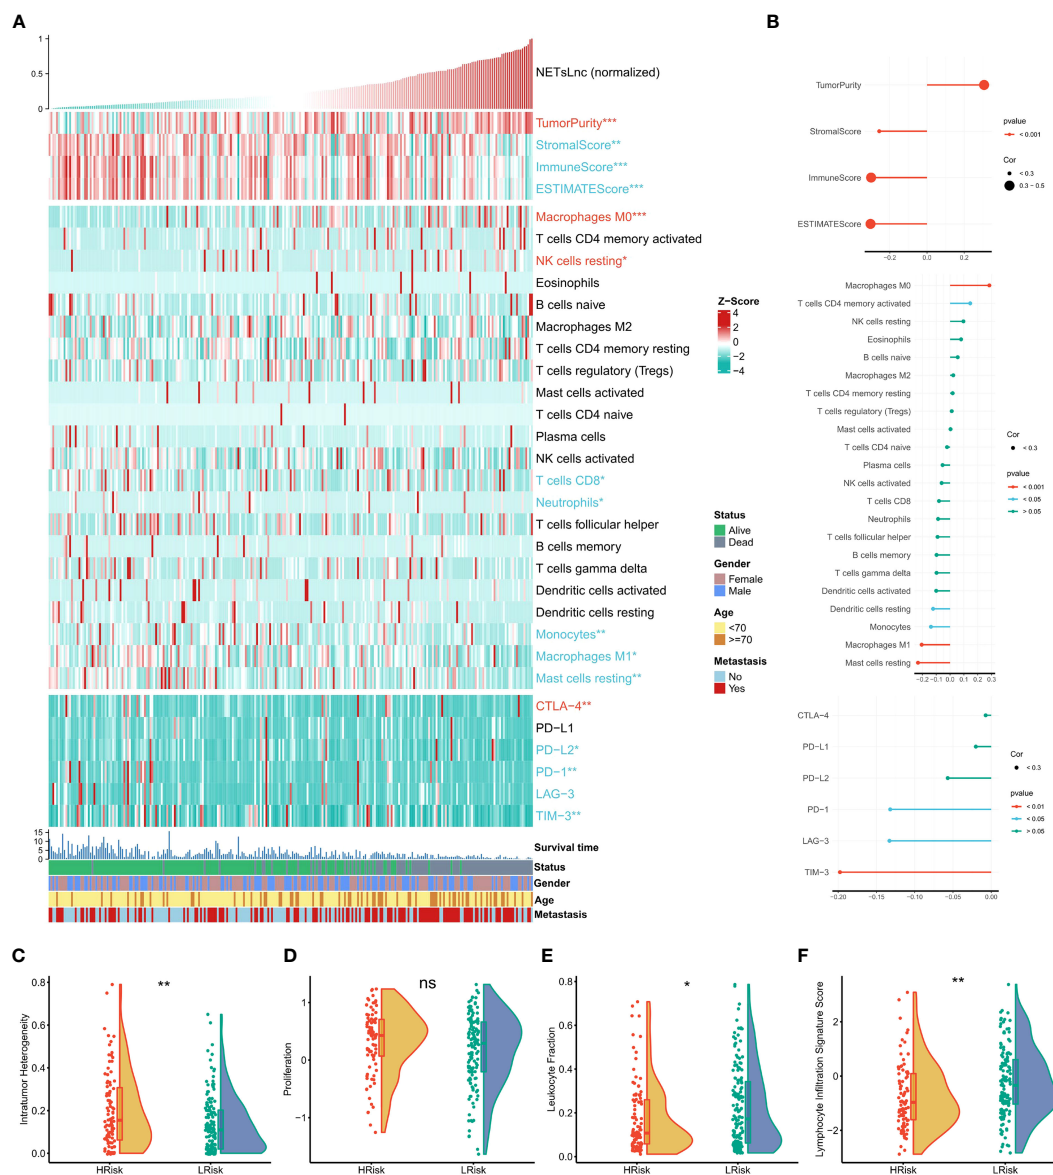 A
1
0.5
0
NETsLnc (normalized)
TumorPurity***
StromalScore**
ImmuneScore***
ESTIMATEScore***
Macrophages M0***
T cells CD4 memory activated
NK cells resting*
Eosinophils
B cells naive
Macrophages M2
T cells CD4 memory resting
T cells regulatory (Tregs)
Mast cells activated
T cells CD4 naive
Plasma cells
NK cells activated
T cells CD8*
Neutrophils*
T cells follicular helper
B cells memory
T cells gamma delta
Dendritic cells activated
Dendritic cells resting
Monocytes**
Macrophages M1*
Mast cells resting**
CTLA−4**
PD−L1
PD−L2*
PD−1**
LAG−3
TIM−3**
15
10
5
0
Survival time
Status
Gender
Age
Metastasis
Z−Score
4
2
0
−2
−4
Status
Alive
Dead
Gender
Female
Male
Age
<70
>=70
Metastasis
No
Yes
B
TumorPurity
StromalScore
ImmuneScore
ESTIMATEScore
−0.2
0.0
0.2
pvalue
< 0.001
Cor
< 0.3
0.3 − 0.5
Macrophages M0
T cells CD4 memory activated
NK cells resting
Eosinophils
B cells naive
Macrophages M2
T cells CD4 memory resting
T cells regulatory (Tregs)
Mast cells activated
T cells CD4 naive
Plasma cells
NK cells activated
T cells CD8
Neutrophils
T cells follicular helper
B cells memory
T cells gamma delta
Dendritic cells activated
Dendritic cells resting
Monocytes
Macrophages M1
Mast cells resting
−0.2
−0.1
0.0
0.1
0.2
0.3
Cor
< 0.3
pvalue
< 0.001
< 0.05
> 0.05
CTLA−4
PD−L1
PD−L2
PD−1
LAG−3
TIM−3
−0.20
−0.15
−0.10
−0.05
0.00
Cor
< 0.3
pvalue
< 0.01
< 0.05
> 0.05
C
Intratumor Heterogeneity
0.8
0.6
0.4
0.2
0.0
**
HRisk
LRisk
D
Proliferation
1
0
−1
ns
HRisk
LRisk
E
Leukocyte Fraction
0.8
0.6
0.4
0.2
0.0
*
HRisk
LRisk
F
Lymphocyte Infiltration Signature Score
2
0
−2
**
HRisk
LRisk